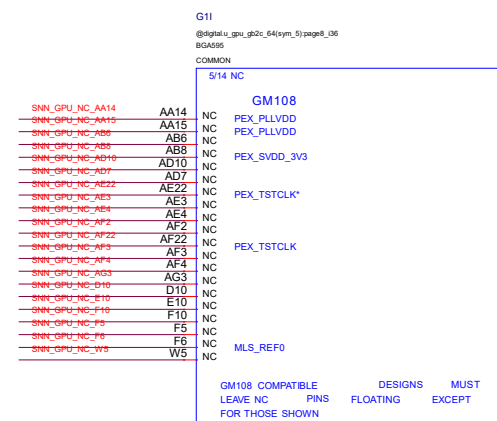 G1I
@digital.u_gpu_gb2c_64(sym_5):page8_i36
BGA595
COMMON
5/14 NC
GM108
SNN_GPU_NC_AA14 AA14 NC PEX_PLLVDD
SNN_GPU_NC_AA15 AA15 NC PEX_PLLVDD
SNN_GPU_NC_AB6 AB6 NC
SNN_GPU_NC_AB8 AB8 NC PEX_SVDD_3V3
SNN_GPU_NC_AD10 AD10 NC
SNN_GPU_NC_AD7 AD7 NC
SNN_GPU_NC_AE22 AE22 NC PEX_TSTCLK*
SNN_GPU_NC_AE3 AE3 NC
SNN_GPU_NC_AE4 AE4 NC
SNN_GPU_NC_AF2 AF2 NC
SNN_GPU_NC_AF22 AF22 NC PEX_TSTCLK
SNN_GPU_NC_AF3 AF3 NC
SNN_GPU_NC_AF4 AF4 NC
SNN_GPU_NC_AG3 AG3 NC
SNN_GPU_NC_D10 D10 NC
SNN_GPU_NC_E10 E10 NC
SNN_GPU_NC_F10 F10 NC
SNN_GPU_NC_F5 F5 NC
SNN_GPU_NC_F6 F6 NC MLS_REF0
SNN_GPU_NC_W5 W5 NC
GM108 COMPATIBLE DESIGNS MUST
LEAVE NC PINS FLOATING EXCEPT
FOR THOSE SHOWN